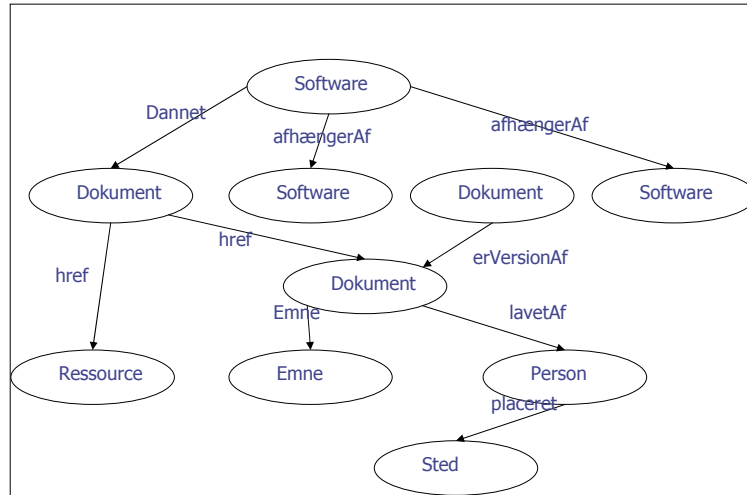 Software
Dannet
afhængerAf
afhængerAf
Dokument
Software
Dokument
Software
href
erVersionAf
href
Dokument
Emne
lavetAf
Ressource
Emne
Person
placeret
Sted